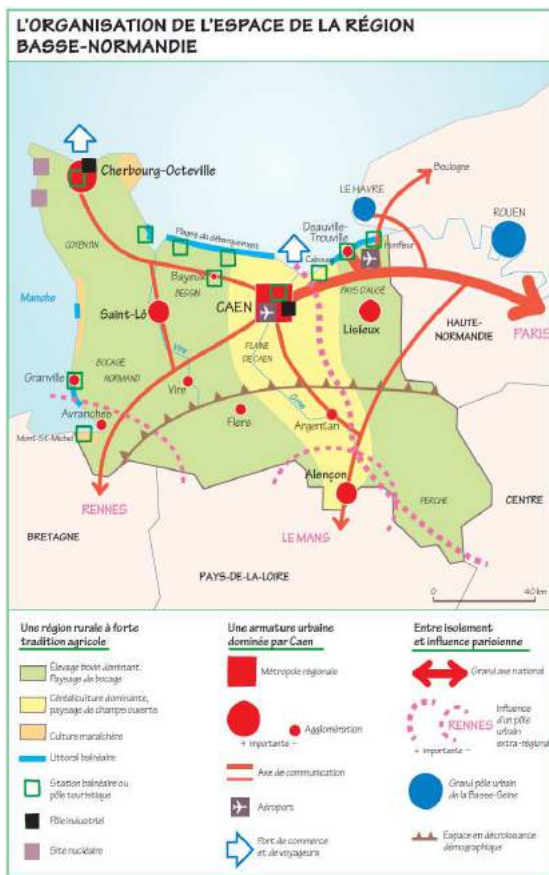 L'ORGANISATION DE L'ESPACE DE LA RÉGION
BASSE-NORMANDIE
Cherbourg-Octeville
COTENTIN
Boulogne
LE HAVRE
ROUEN
Deauville-
Trouville
Honfleur
Plages du débarquement
Cabourg
Bayeux
BESSIN
CAEN
PAYS D'AUGE
Manche
Saint-Lô
Lisieux
HAUTE-
NORMANDIE
PARIS
PLAINE
DE CAEN
BOCAGE
NORMAND
Vire
Granville
Vire
Orne
Avranches
Flers
Argentan
Mont-St-Michel
Alençon
PERCHE
CENTRE
RENNES
LE MANS
BRETAGNE
PAYS-DE-LA-LOIRE
0 40 km
Une région rurale à forte
tradition agricole
Élevage bovin dominant.
Paysage de bocage
Céréaliculture dominante,
paysage de champs ouverts
Culture maraîchère
Littoral balnéaire
Station balnéaire ou
pôle touristique
Pôle industriel
Site nucléaire
Une armature urbaine
dominée par Caen
Métropole régionale
Agglomération
+ importante -
Axe de communication
Aéroport
Port de commerce
et de voyageurs
Entre isolement
et influence parisienne
Grand axe national
RENNES
Influence
d'un pôle
urbain
extra-régional
+ importante -
Grand pôle urbain
de la Basse-Seine
Espace en décroissance
démographique